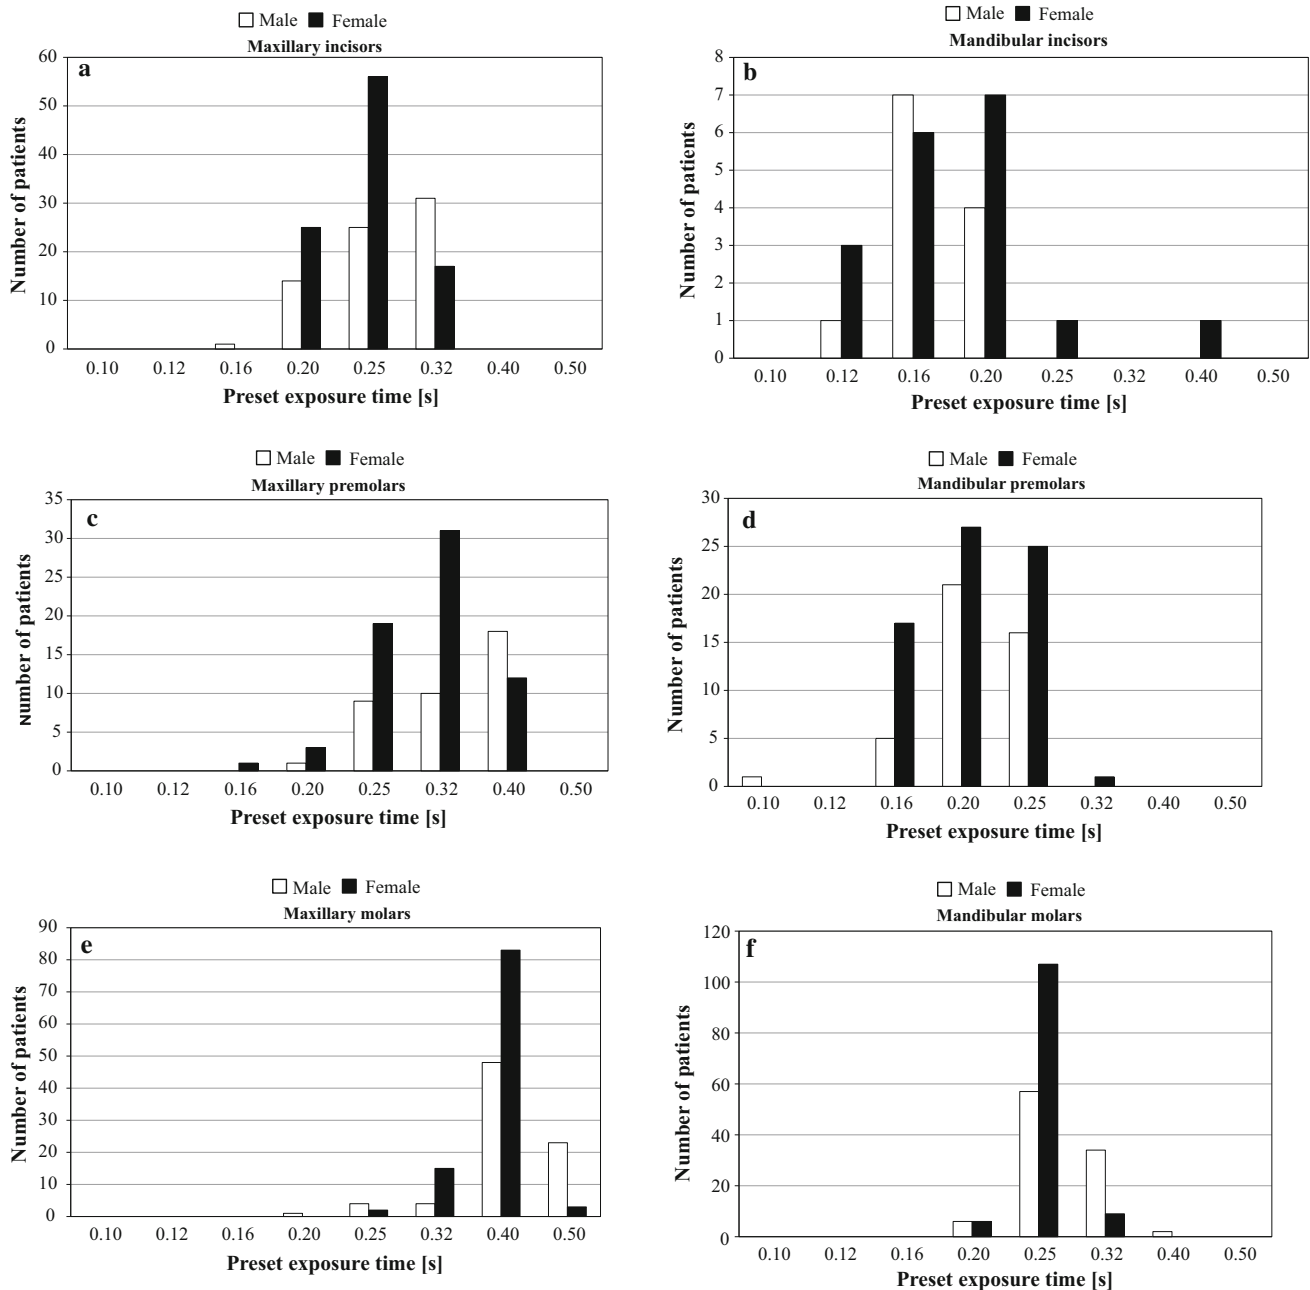 Male Female
Maxillary incisors
a
Number of patients
60
50
40
30
20
10
0
0.10 0.12 0.16 0.20 0.25 0.32 0.40 0.50
Preset exposure time [s]
Male Female
Mandibular incisors
b
Number of patients
8
7
6
5
4
3
2
1
0
0.10 0.12 0.16 0.20 0.25 0.32 0.40 0.50
Preset exposure time [s]
Male Female
Maxillary premolars
c
Number of patients
35
30
25
20
15
10
5
0
0.10 0.12 0.16 0.20 0.25 0.32 0.40 0.50
Preset exposure time [s]
Male Female
Mandibular premolars
d
Number of patients
30
25
20
15
10
5
0
0.10 0.12 0.16 0.20 0.25 0.32 0.40 0.50
Preset exposure time [s]
Male Female
Maxillary molars
e
Number of patients
90
80
70
60
50
40
30
20
10
0
0.10 0.12 0.16 0.20 0.25 0.32 0.40 0.50
Preset exposure time [s]
Male Female
Mandibular molars
f
Number of patients
120
100
80
60
40
20
0
0.10 0.12 0.16 0.20 0.25 0.32 0.40 0.50
Preset exposure time [s]